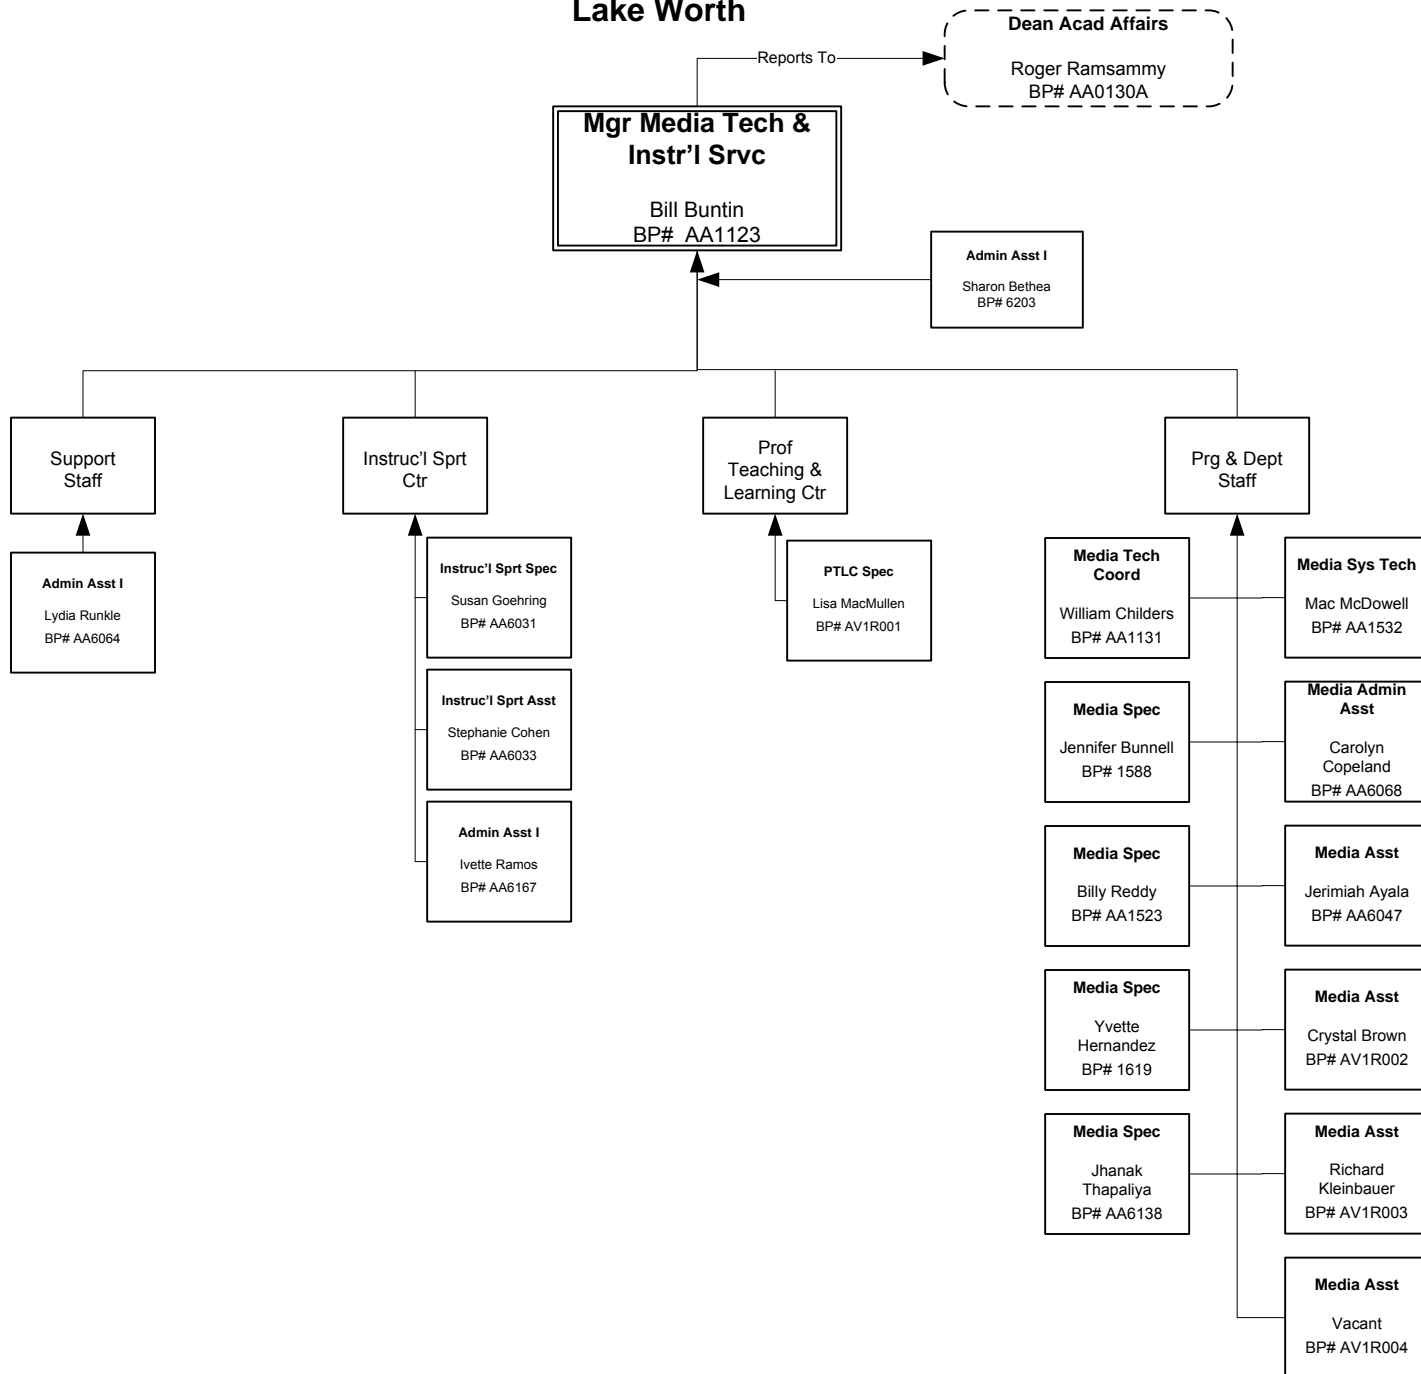 Lake Worth
Dean Acad Affairs
Roger Ramsammy
BP# AA0130A
Reports To
Mgr Media Tech &
Instr'l Srvc
Bill Buntin
BP#  AA1123
Admin Asst I
Sharon Bethea
BP# 6203
Support
Staff
Instruc'l Sprt
Ctr
Prof
Teaching &
Learning Ctr
Prg & Dept
Staff
Admin Asst I
Lydia Runkle
BP# AA6064
Instruc'l Sprt Spec
Susan Goehring
BP# AA6031
Instruc'l Sprt Asst
Stephanie Cohen
BP# AA6033
Admin Asst I
Ivette Ramos
BP# AA6167
PTLC Spec
Lisa MacMullen
BP# AV1R001
Media Tech
Coord
William Childers
BP# AA1131
Media Sys Tech
Mac McDowell
BP# AA1532
Media Spec
Jennifer Bunnell
BP# 1588
Media Admin
Asst
Carolyn
Copeland
BP# AA6068
Media Spec
Billy Reddy
BP# AA1523
Media Asst
Jerimiah Ayala
BP# AA6047
Media Spec
Yvette
Hernandez
BP# 1619
Media Asst
Crystal Brown
BP# AV1R002
Media Spec
Jhanak
Thapaliya
BP# AA6138
Media Asst
Richard
Kleinbauer
BP# AV1R003
Media Asst
Vacant
BP# AV1R004